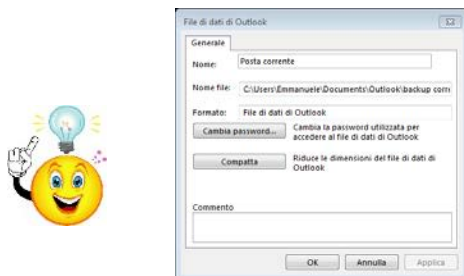 File di dati di Outlook
Generale
Nome: Posta corrente
Nome file: C:\Users\Emmanuele\Documents\Outlook\backup corr
Formato: File di dati di Outlook
Cambia password... Cambia la password utilizzata per
accedere al file di dati di Outlook
Compatta Riduce le dimensioni del file di dati di
Outlook
Commento
OK Annulla Applica